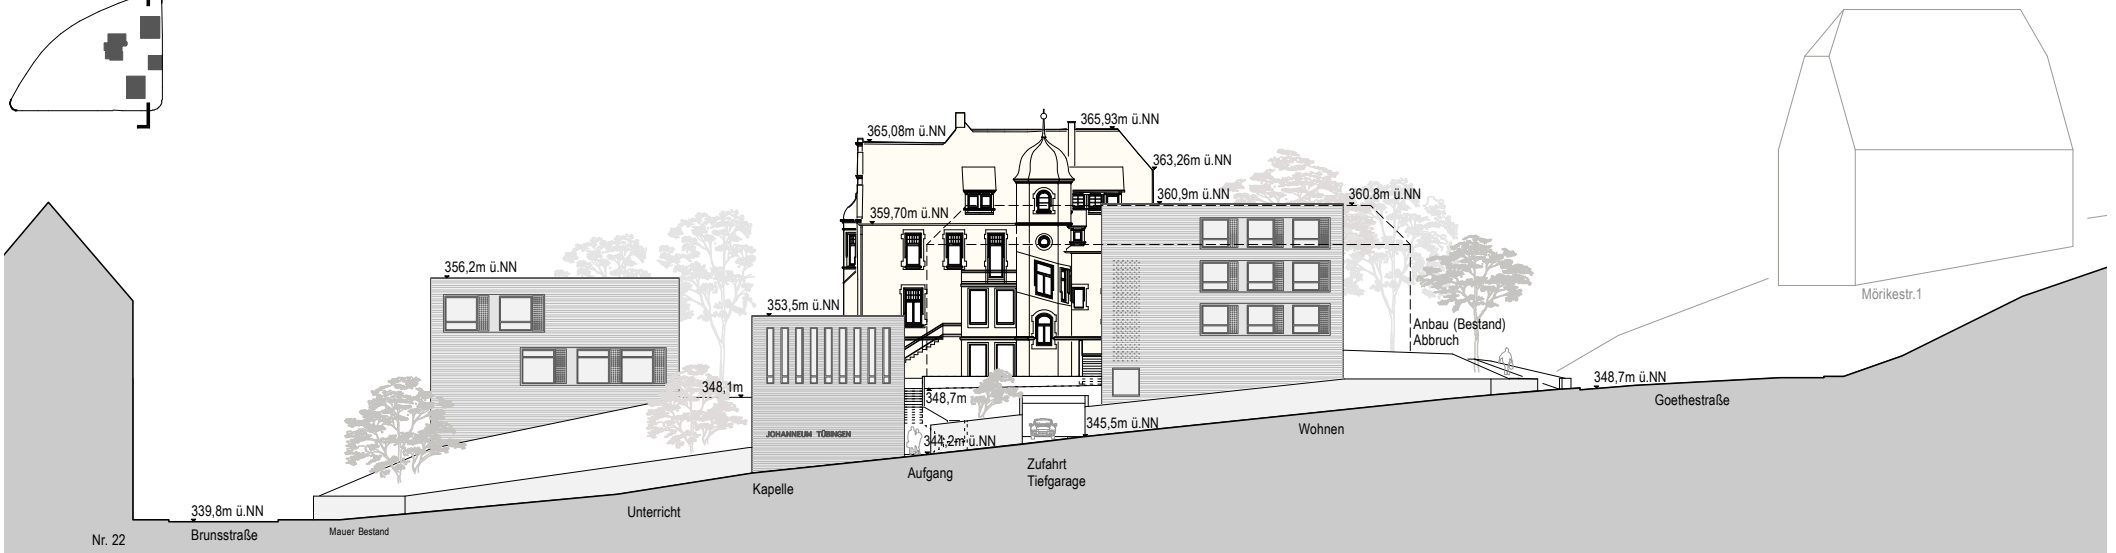 365,08m ü.NN
365,93m ü.NN
363,26m ü.NN
360,9m ü.NN
360.8m ü.NN
359,70m ü.NN
356,2m ü.NN
353,5m ü.NN
Mörikestr.1
Anbau (Bestand)
Abbruch
348,1m
348,7m
348,7m ü.NN
Goethestraße
JOHANNEUM TÜBINGEN
344,2m ü.NN
345,5m ü.NN
Wohnen
Aufgang
Zufahrt
Tiefgarage
Kapelle
Unterricht
339,8m ü.NN
Brunsstraße
Mauer Bestand
Nr. 22